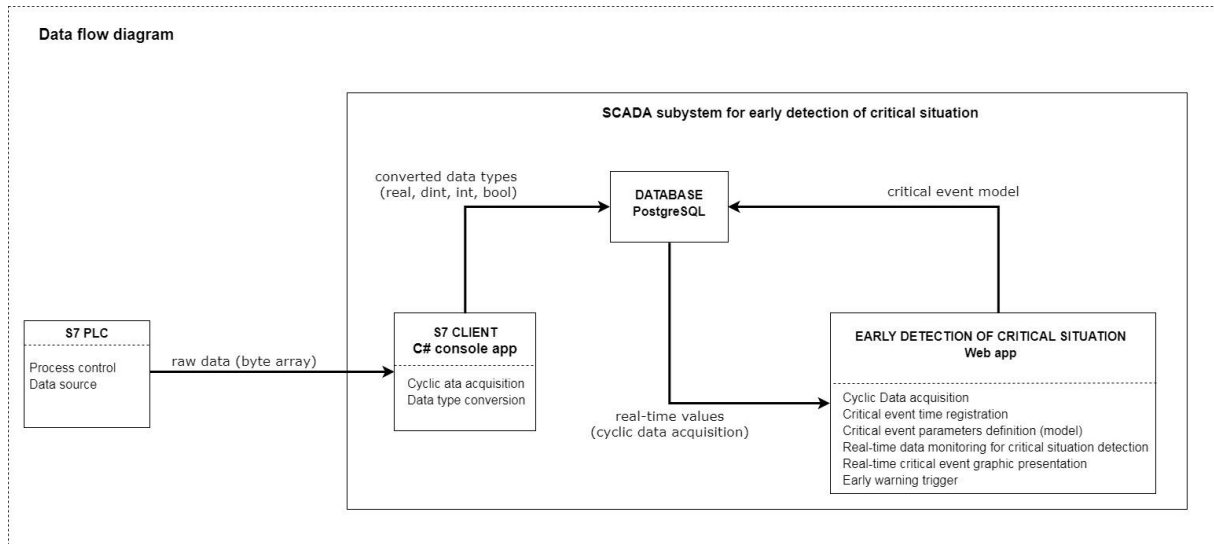 Data flow diagram
SCADA subystem for early detection of critical situation
converted data types
(real, dint, int, bool)
DATABASE
PostgreSQL
critical event model
S7 PLC
Process control
Data source
raw data (byte array)
S7 CLIENT
C# console app
Cyclic ata acquisition
Data type conversion
real-time values
(cyclic data acquisition)
EARLY DETECTION OF CRITICAL SITUATION
Web app
Cyclic Data acquisition
Critical event time registration
Critical event parameters definition (model)
Real-time data monitoring for critical situation detection
Real-time critical event graphic presentation
Early warning trigger